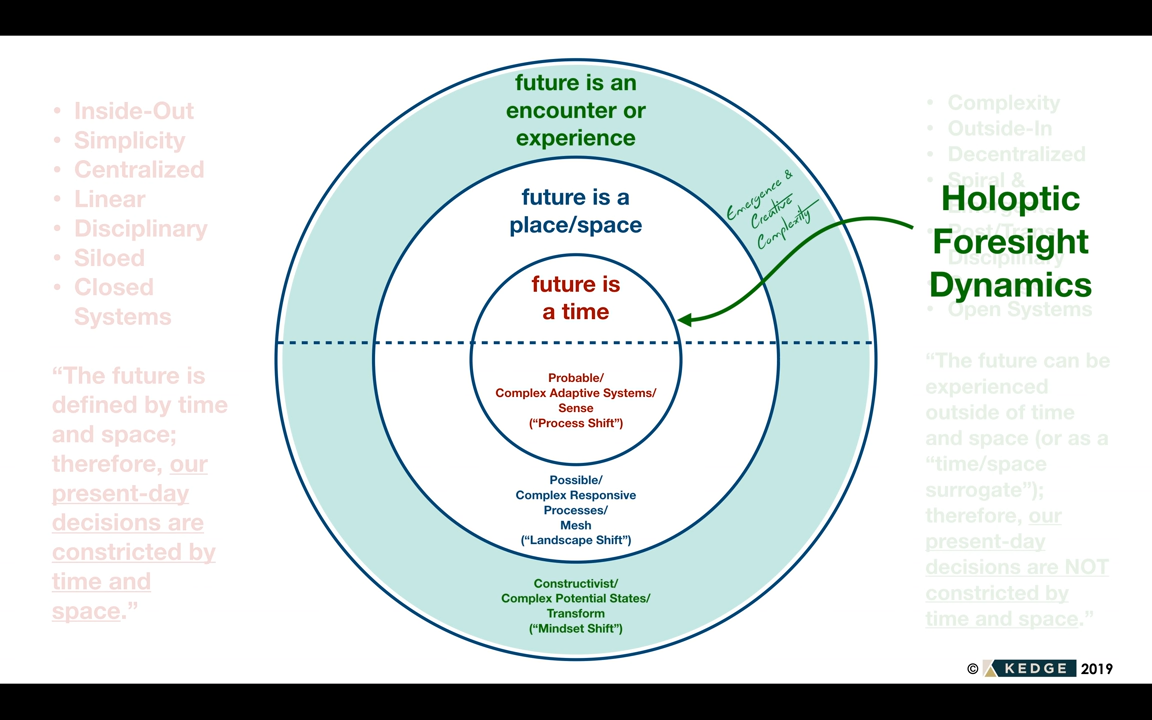 • Inside-Out
• Simplicity
• Centralized
• Linear
• Disciplinary
• Siloed
• Closed
Systems
“The future is
defined by time
and space;
therefore, our
present-day
decisions are
constricted by
time and
space.”
future is an
encounter or
experience
future is a
place/space
future is
a time
Emergence &
Creative
Complexity
Probable/
Complex Adaptive Systems/
Sense
(“Process Shift”)
Possible/
Complex Responsive
Processes/
Mesh
(“Landscape Shift”)
Constructivist/
Complex Potential States/
Transform
(“Mindset Shift”)
Holoptic
Foresight
Dynamics
• Complexity
• Outside-In
• Decentralized
• Spiral &
Post/Trans
Disciplinary
• Open Systems
“The future can be
experienced
outside of time
and space (or as a
“time/space
surrogate”);
therefore, our
present-day
decisions are NOT
constricted by
time and space.”
© KEDGE 2019